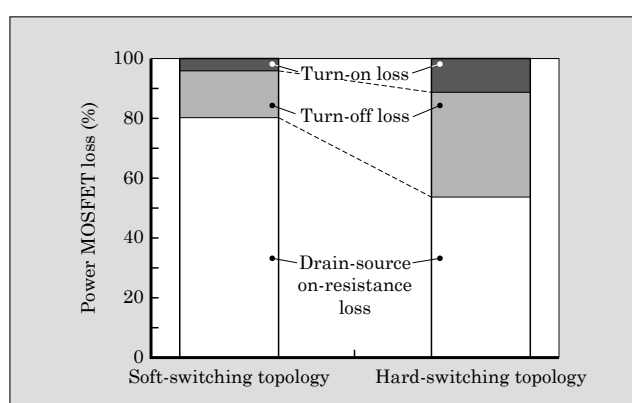 Power MOSFET loss (%)
100
80
60
40
20
0
Turn-on loss
Turn-off loss
Drain-source
on-resistance
loss
Soft-switching topology
Hard-switching topology